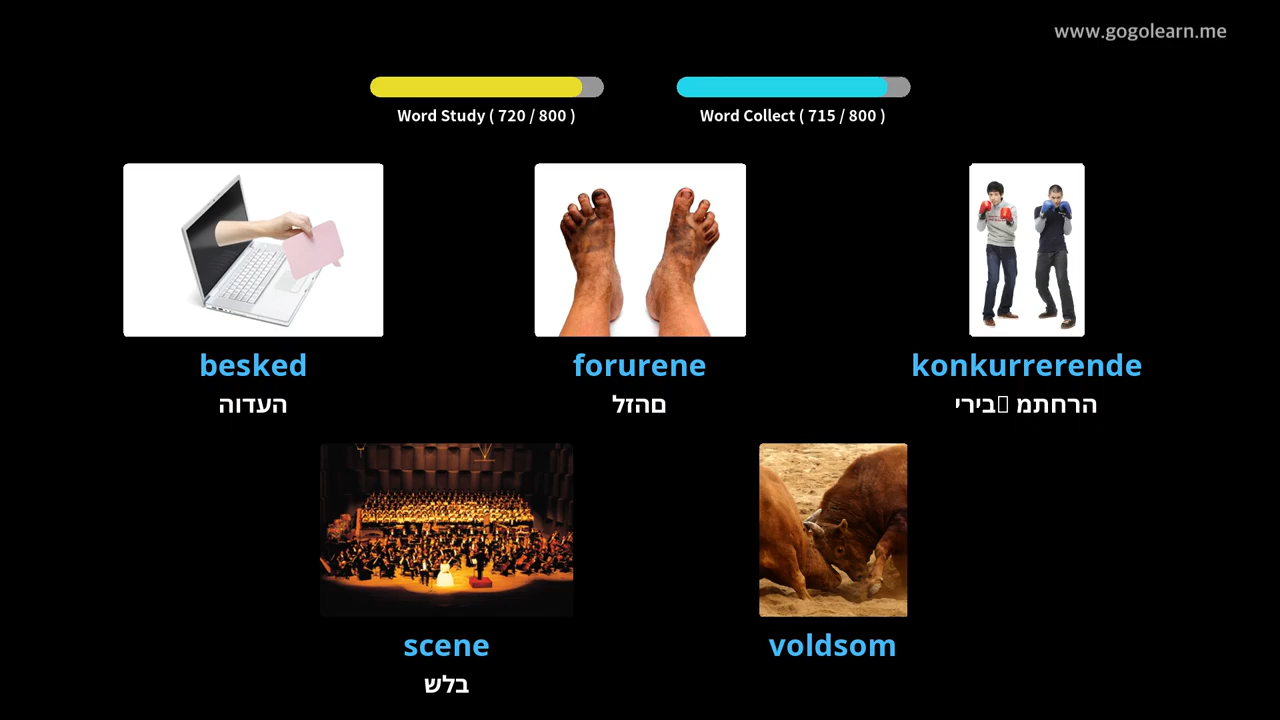 www.gogolearn.me
Word Study ( 720 / 800 )
Word Collect ( 715 / 800 )
besked
forurene
konkurrerende
הודעה
לזהם
יריב מתחרה
scene
voldsom
שלב